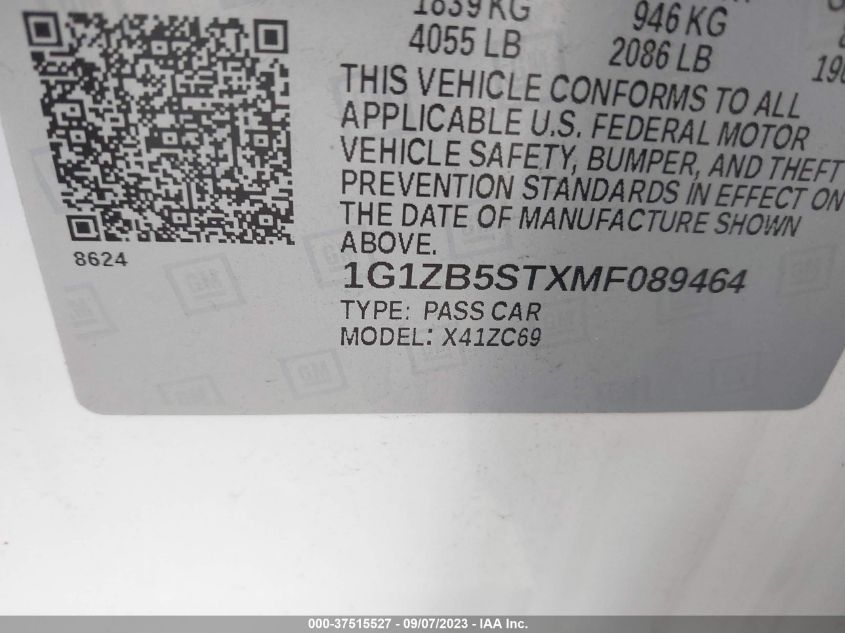 1839 KG
4055 LB
946 KG
2086 LB
THIS VEHICLE CONFORMS TO ALL
APPLICABLE U.S. FEDERAL MOTOR
VEHICLE SAFETY, BUMPER, AND THEFT
PREVENTION STANDARDS IN EFFECT ON
THE DATE OF MANUFACTURE SHOWN
ABOVE.
8624
1G1ZB5STXMF089464
TYPE: PASS CAR
MODEL: X41ZC69
GM
000-37515527 - 09/07/2023 - IAA Inc.